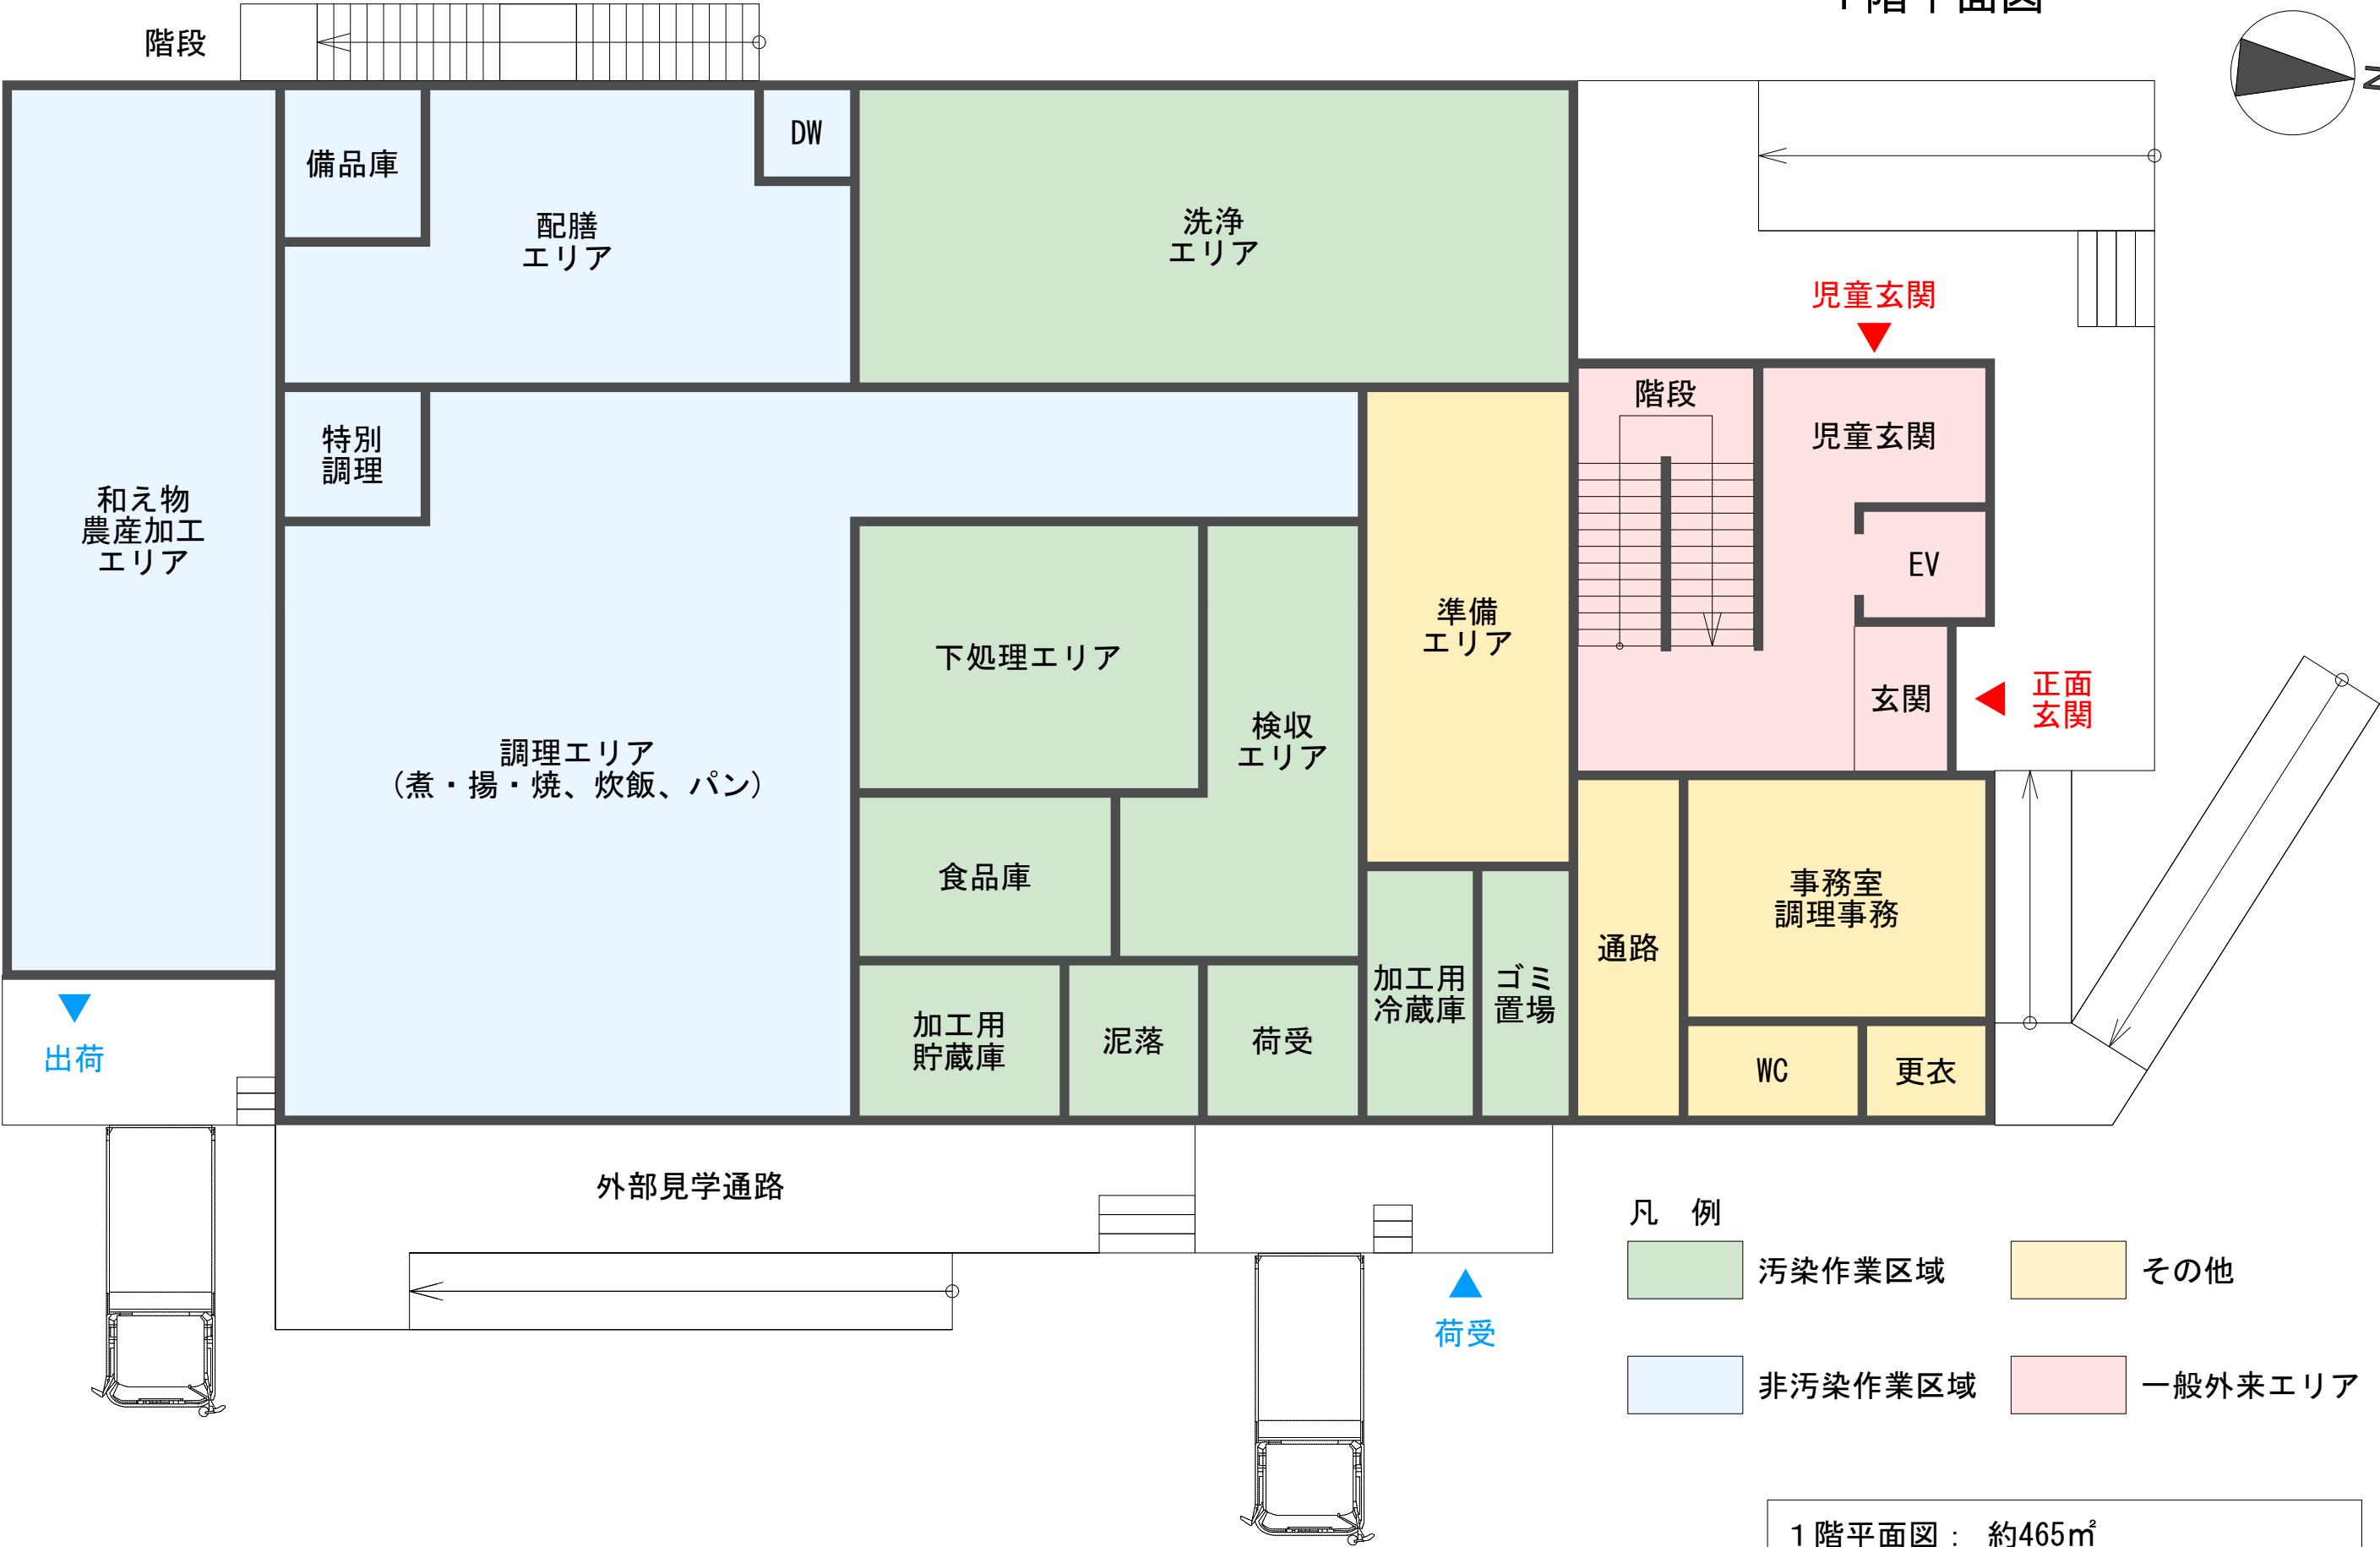 1階平面図
階段
N
備品庫
DW
配膳
エリア
洗浄
エリア
児童玄関
階段
児童玄関
特別
調理
和え物
農産加工
エリア
EV
準備
エリア
下処理エリア
検収
エリア
玄関
正面
玄関
調理エリア
(煮・揚・焼、炊飯、パン)
食品庫
事務室
調理事務
通路
加工用
冷蔵庫
ゴミ
置場
加工用
貯蔵庫
泥落
荷受
WC
更衣
出荷
外部見学通路
荷受
凡 例
汚染作業区域
その他
非汚染作業区域
一般外来エリア
1階平面図: 約465㎡